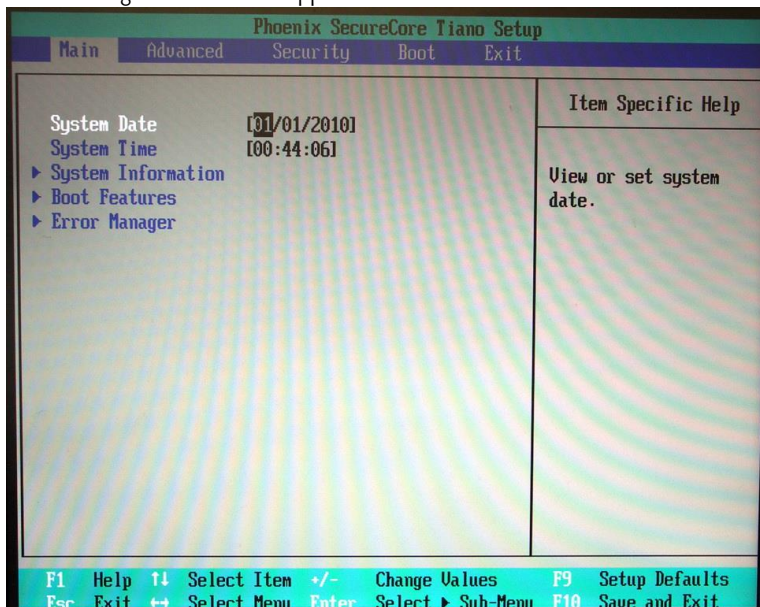 Phoenix SecureCore Tiano Setup
Main Advanced Security Boot Exit
Item Specific Help
System Date [01/01/2010]
System Time [00:44:06]
▶ System Information
View or set system
▶ Boot Features
date.
▶ Error Manager
F1 Help ↑↓ Select Item +/- Change Values F9 Setup Defaults
Esc Exit ↔ Select Menu Enter Select ▶ Sub-Menu F10 Save and Exit